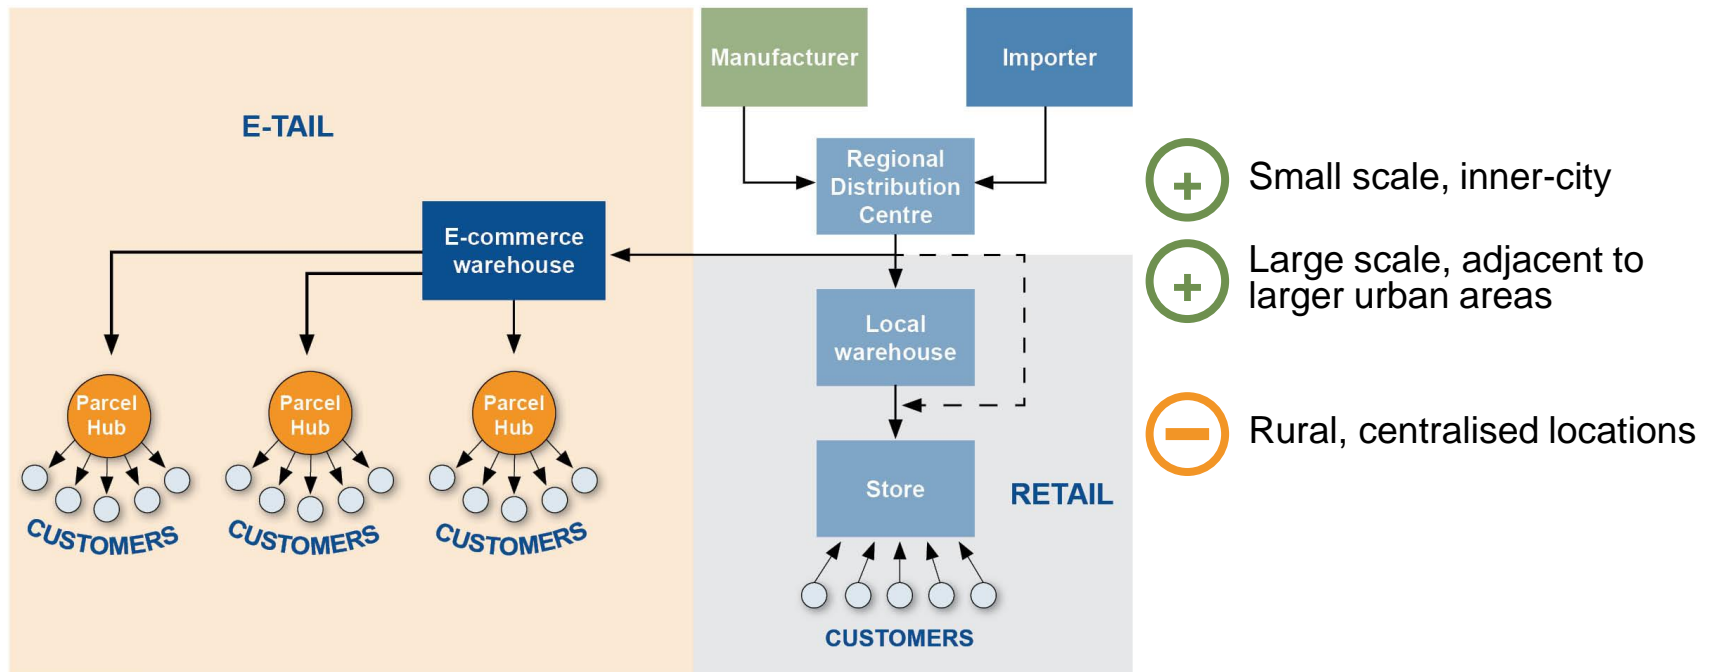 E-TAIL
Manufacturer
Importer
Regional
Distribution
Centre
E-commerce
warehouse
Local
warehouse
Parcel
Hub
Parcel
Hub
Parcel
Hub
Store
RETAIL
CUSTOMERS
CUSTOMERS
CUSTOMERS
CUSTOMERS
+ Small scale, inner-city
+ Large scale, adjacent to
larger urban areas
− Rural, centralised locations